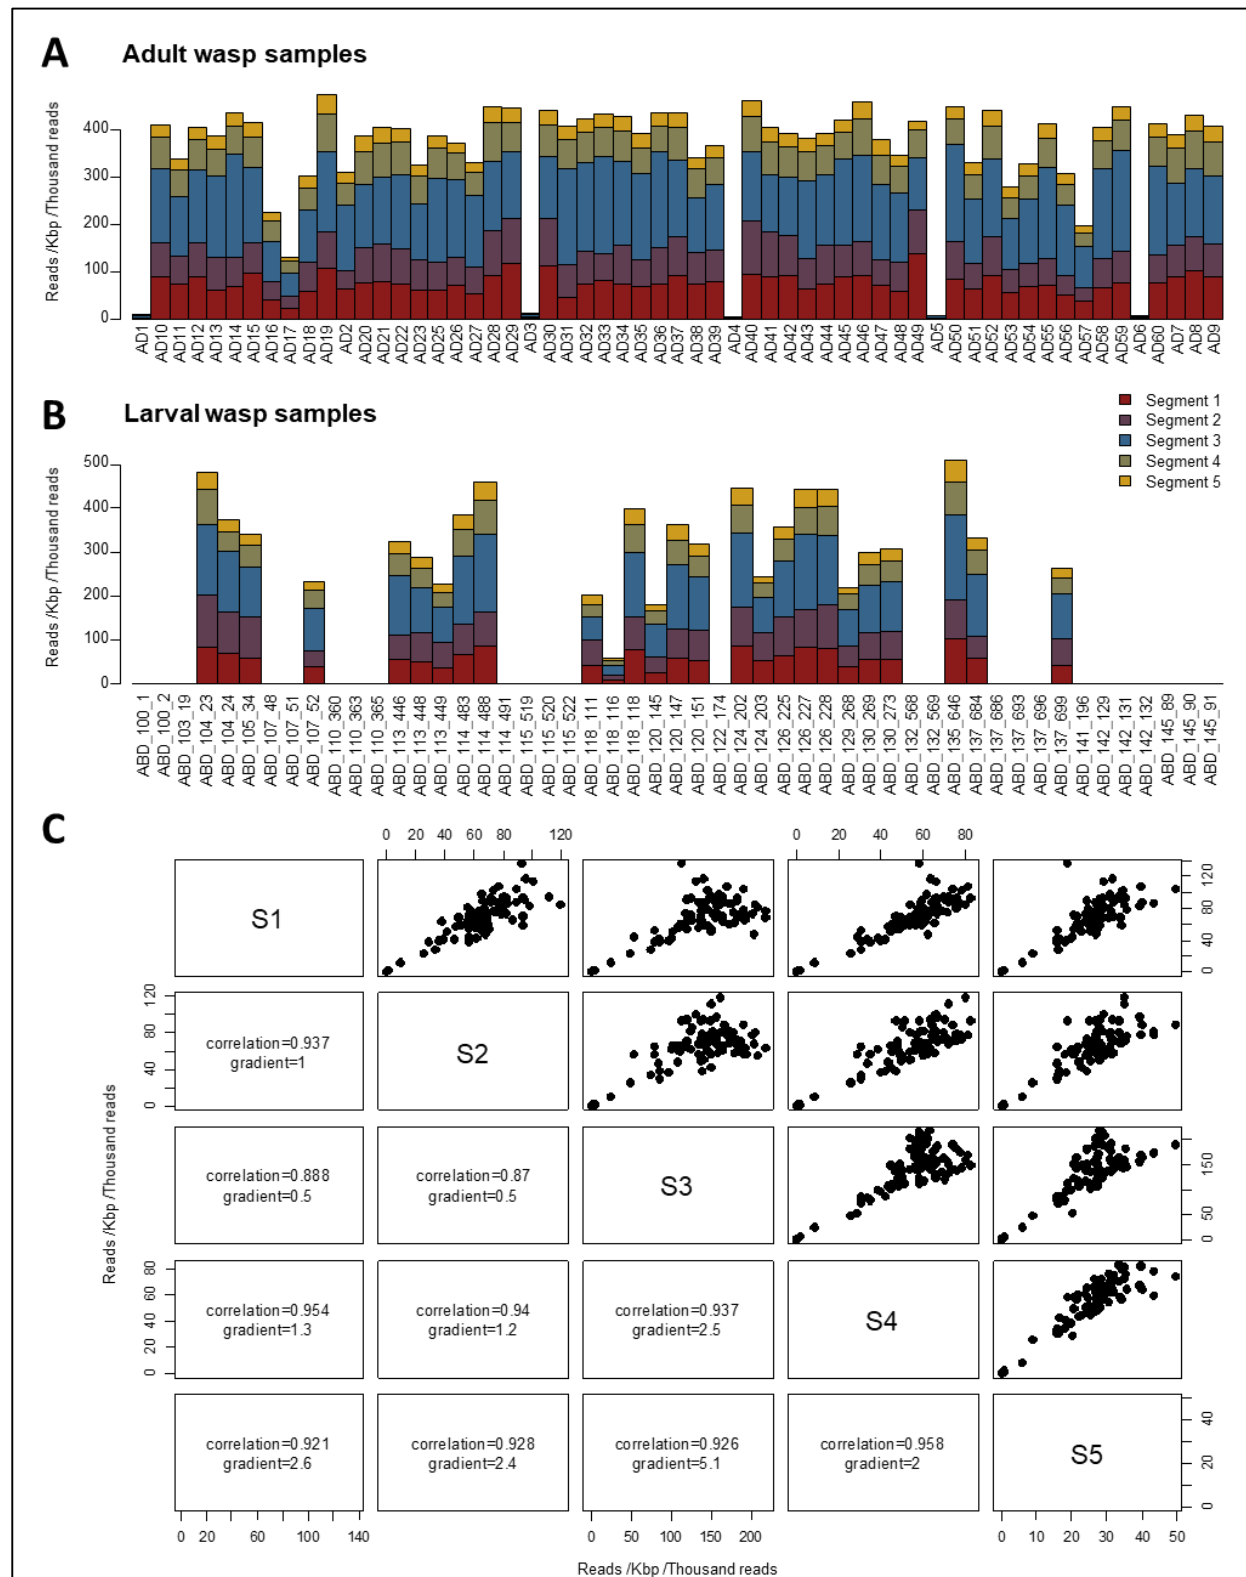 A Adult wasp samples
Reads /Kbp /Thousand reads
400
300
200
100
0
AD1 AD10 AD11 AD12 AD13 AD14 AD15 AD16 AD17 AD18 AD19 AD2 AD20 AD21 AD22 AD23 AD25 AD26 AD27 AD28 AD29 AD3 AD30 AD31 AD32 AD33 AD34 AD35 AD36 AD37 AD38 AD39 AD4 AD40 AD41 AD42 AD43 AD44 AD45 AD46 AD47 AD48 AD49 AD5 AD50 AD51 AD52 AD53 AD54 AD55 AD56 AD57 AD58 AD59 AD6 AD60 AD7 AD8 AD9
B Larval wasp samples
Segment 1
Segment 2
Segment 3
Segment 4
Segment 5
Reads /Kbp /Thousand reads
500
400
300
200
100
0
ABD_100_1 ABD_100_2 ABD_103_19 ABD_104_23 ABD_104_24 ABD_105_34 ABD_107_48 ABD_107_51 ABD_107_52 ABD_110_360 ABD_110_363 ABD_110_365 ABD_113_446 ABD_113_448 ABD_113_449 ABD_114_483 ABD_114_488 ABD_114_491 ABD_115_519 ABD_115_520 ABD_115_522 ABD_118_111 ABD_118_116 ABD_118_118 ABD_120_145 ABD_120_147 ABD_120_151 ABD_122_174 ABD_124_202 ABD_124_203 ABD_126_225 ABD_126_227 ABD_126_228 ABD_129_268 ABD_130_269 ABD_130_273 ABD_132_568 ABD_132_569 ABD_135_646 ABD_137_684 ABD_137_686 ABD_137_693 ABD_137_696 ABD_137_699 ABD_141_196 ABD_142_129 ABD_142_131 ABD_142_132 ABD_145_89 ABD_145_90 ABD_145_91
C
0 20 40 60 80 120
0 20 40 60 80
S1
0 40 80 120
0 40 80 120
correlation=0.937
gradient=1
S2
Reads /Kbp /Thousand reads
correlation=0.888
gradient=0.5
correlation=0.87
gradient=0.5
S3
0 50 150
0 20 40 60 80
correlation=0.954
gradient=1.3
correlation=0.94
gradient=1.2
correlation=0.937
gradient=2.5
S4
correlation=0.921
gradient=2.6
correlation=0.928
gradient=2.4
correlation=0.926
gradient=5.1
correlation=0.958
gradient=2
S5
0 20 40
0 20 60 100 140
0 50 100 150 200
0 10 20 30 40 50
Reads /Kbp /Thousand reads